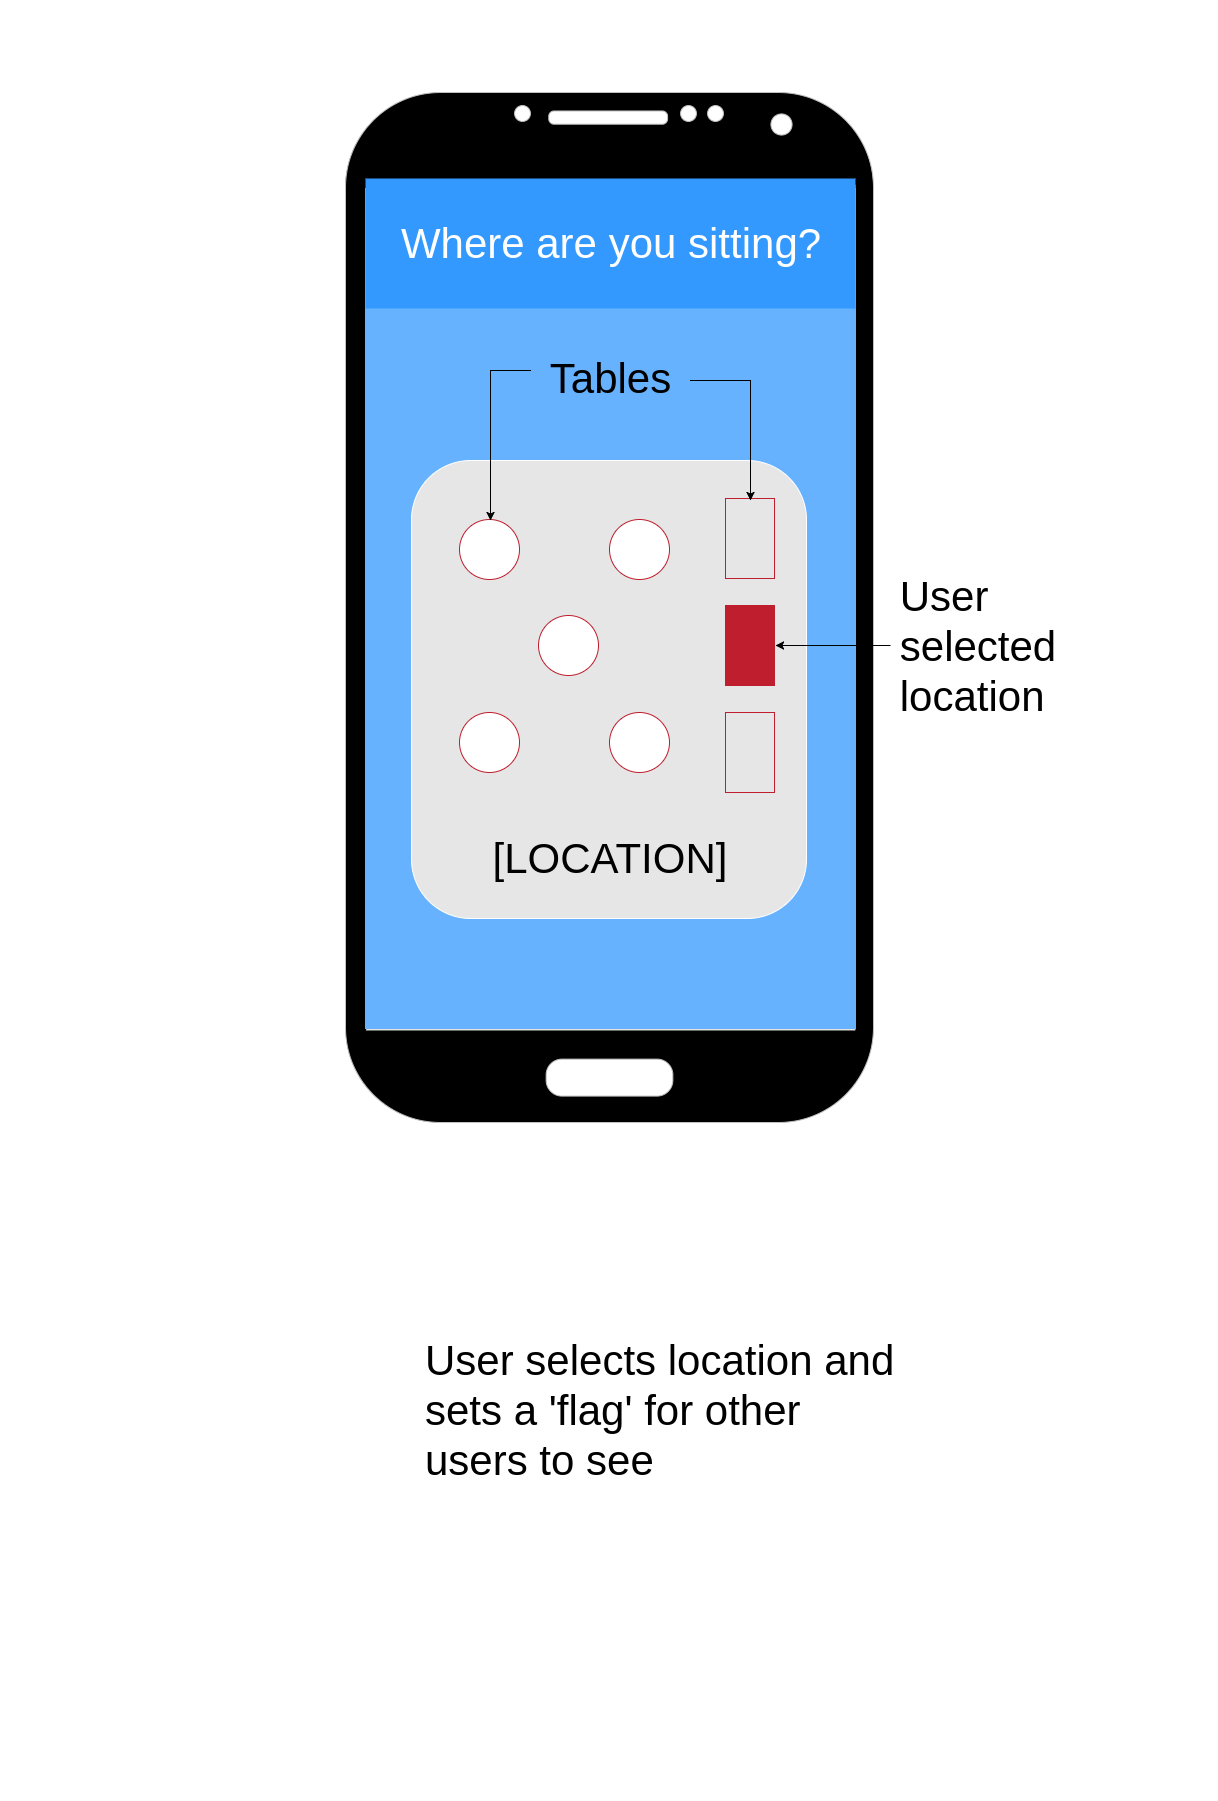 Where are you sitting?
Tables
User
selected
location
[LOCATION]
User selects location and
sets a 'flag' for other
users to see